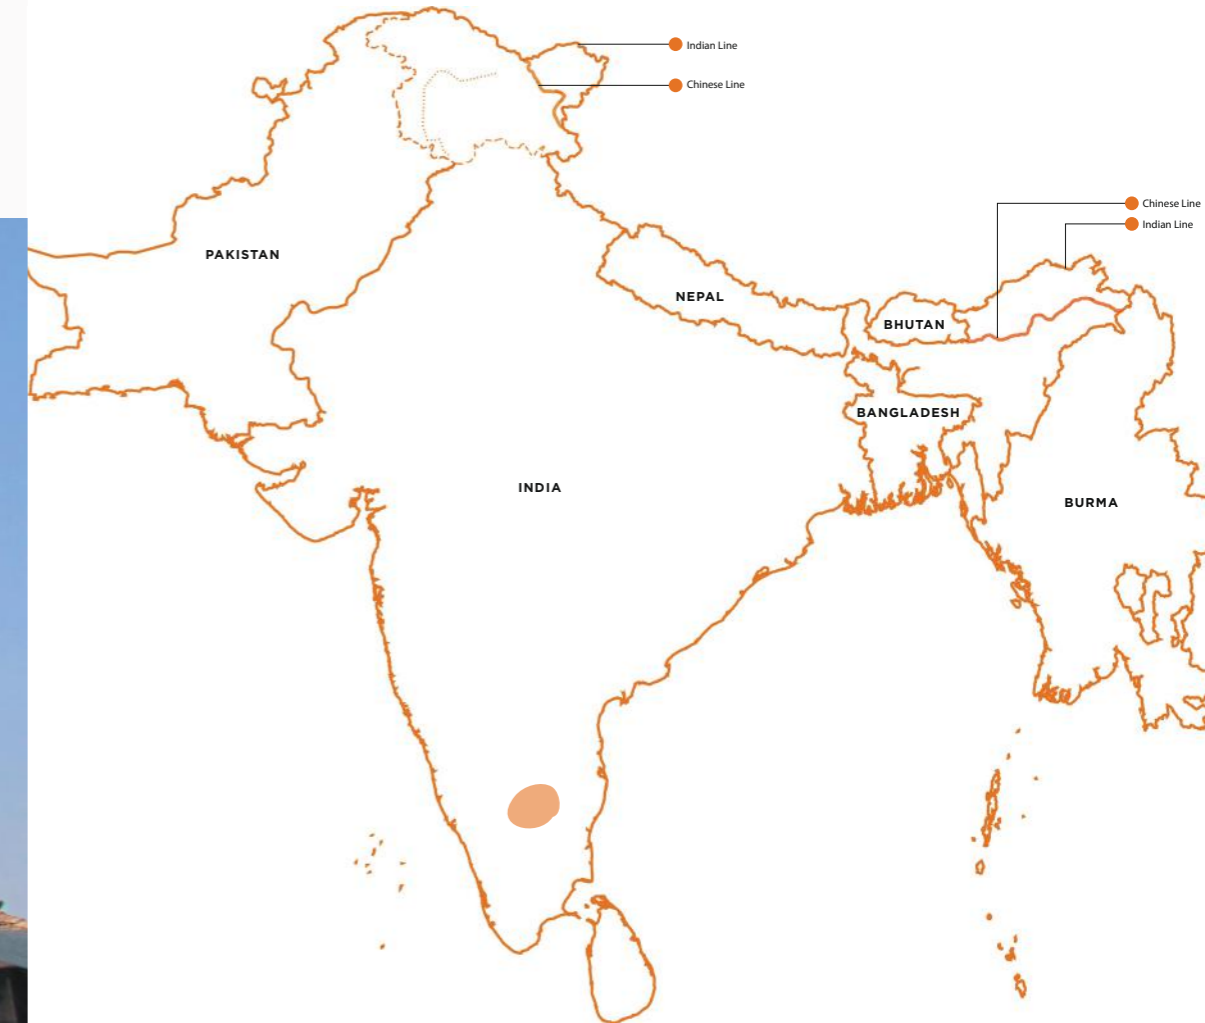 Indian Line
Chinese Line
Chinese Line
Indian Line
PAKISTAN
NEPAL
BHUTAN
BANGLADESH
INDIA
BURMA